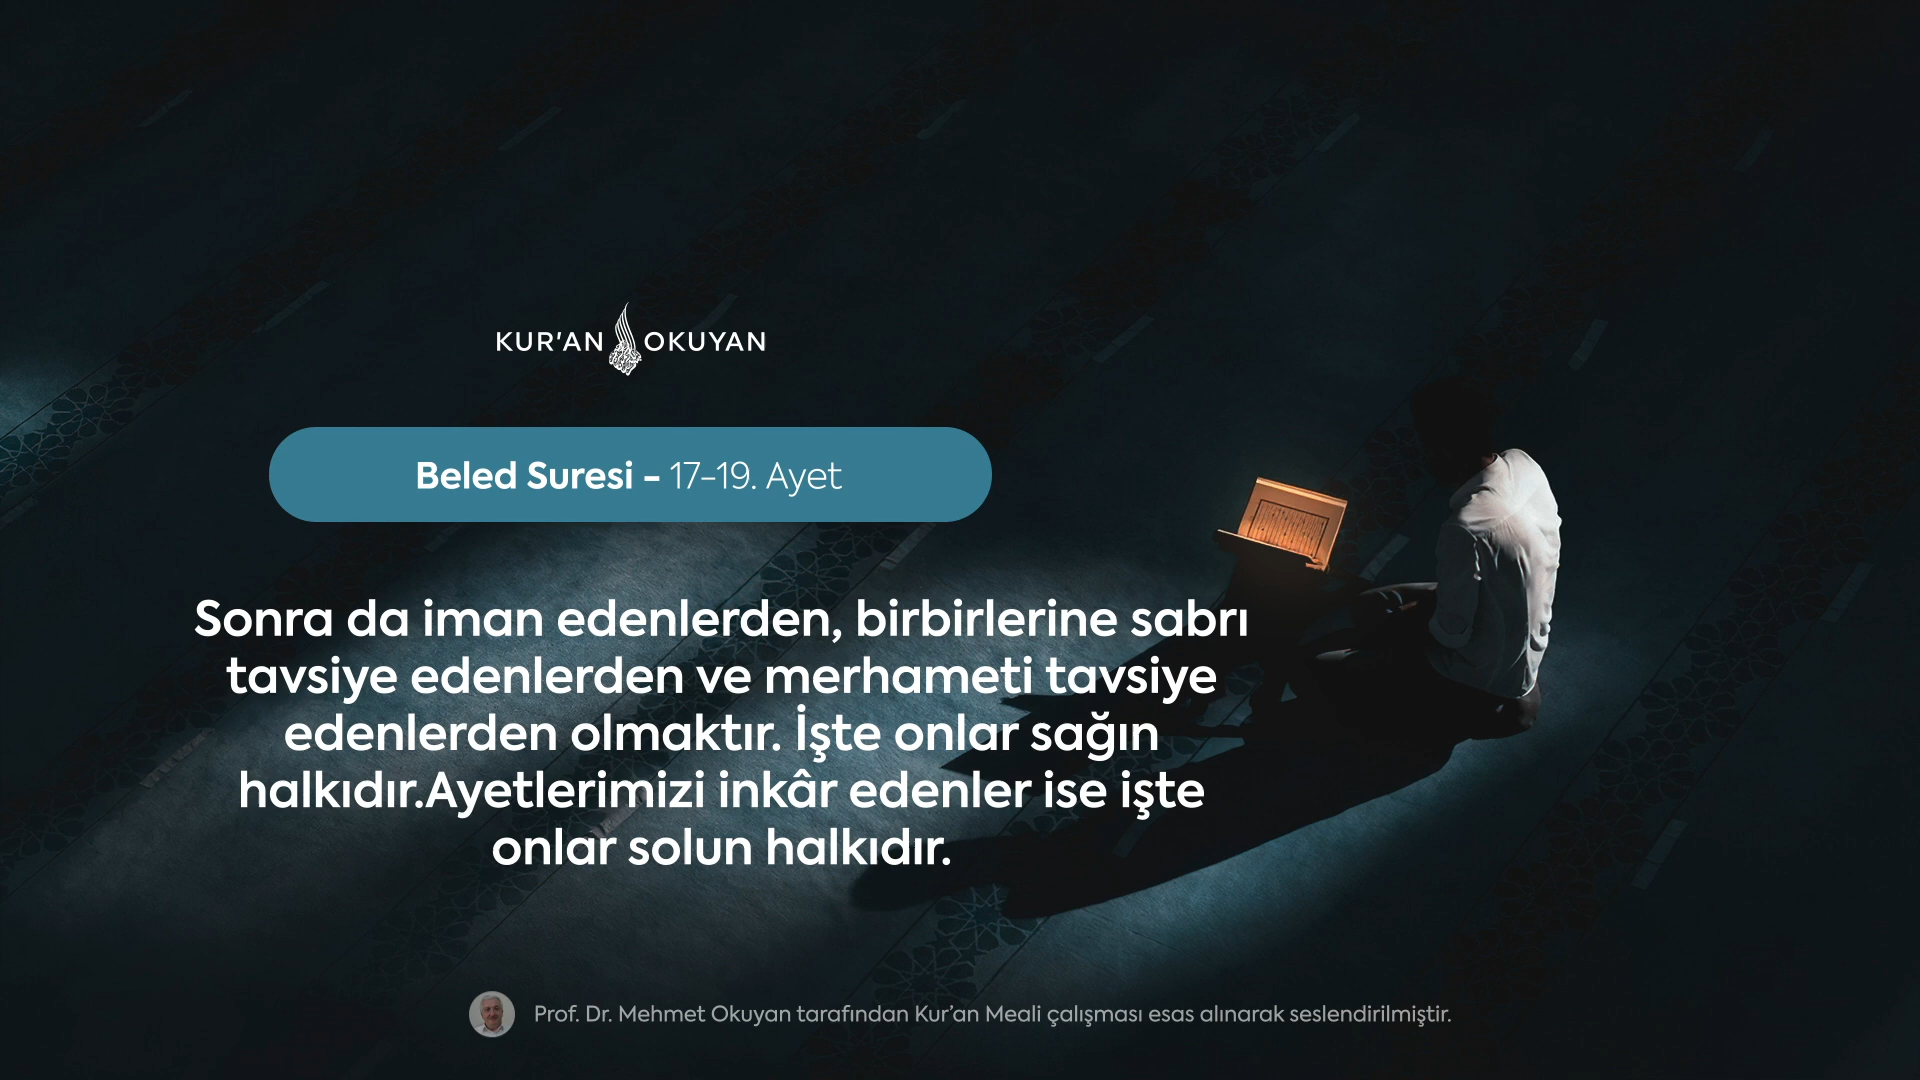 KUR'AN OKUYAN
Beled Suresi - 17-19. Ayet
Sonra da iman edenlerden, birbirlerine sabrı
tavsiye edenlerden ve merhameti tavsiye
edenlerden olmaktır. İşte onlar sağın
halkıdır.Ayetlerimizi inkâr edenler ise işte
onlar solun halkıdır.
Prof. Dr. Mehmet Okuyan tarafından Kur'an Meali çalışması esas alınarak seslendirilmiştir.